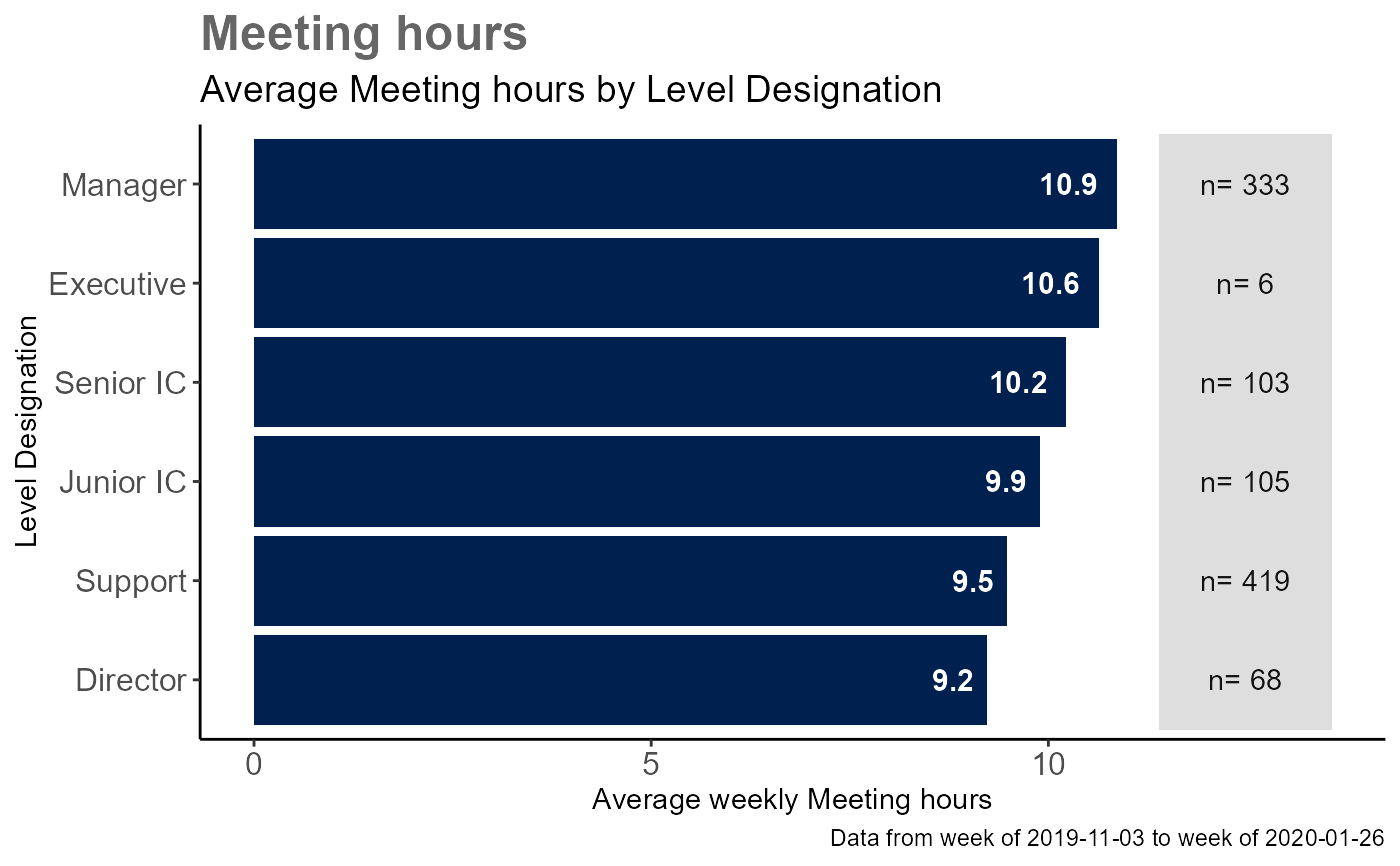 Meeting hours
Average Meeting hours by Level Designation
Level Designation
Manager 10.9 n= 333
Executive 10.6 n= 6
Senior IC 10.2 n= 103
Junior IC 9.9 n= 105
Support 9.5 n= 419
Director 9.2 n= 68
0 5 10
Average weekly Meeting hours
Data from week of 2019-11-03 to week of 2020-01-26